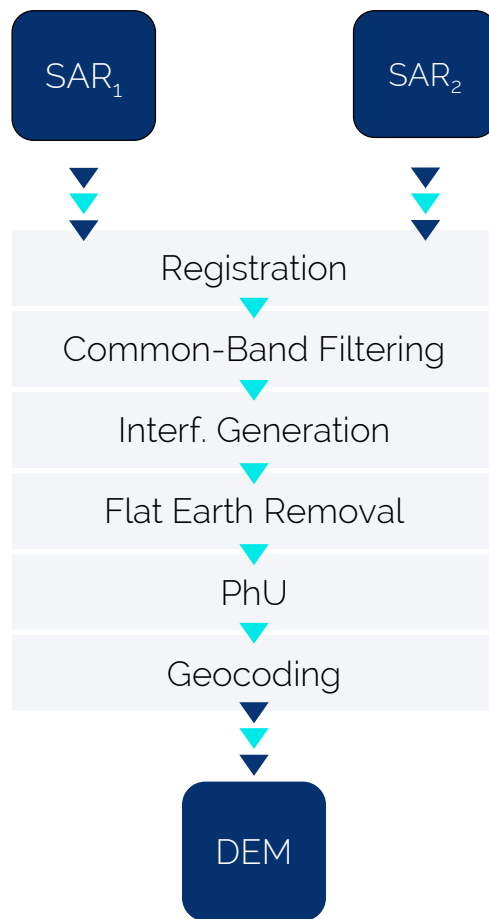 SAR₁
SAR₂
Registration
Common-Band Filtering
Interf. Generation
Flat Earth Removal
PhU
Geocoding
DEM